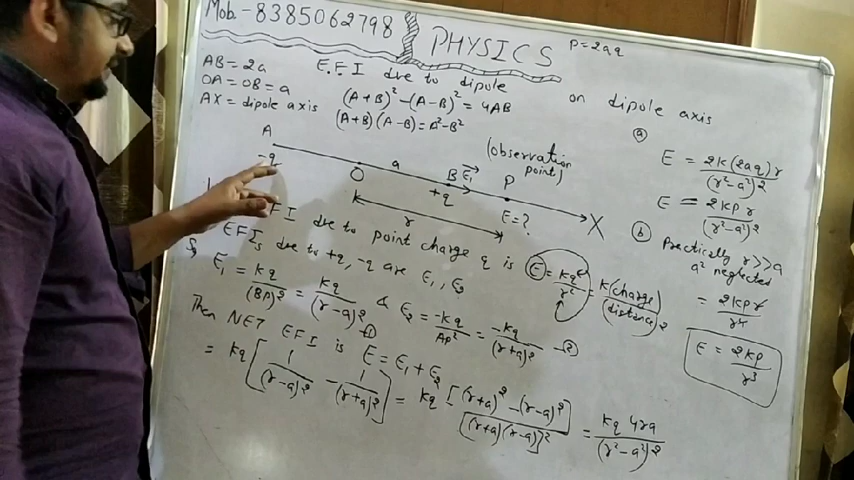 Mob.-8385062798
PHYSICS
P=2aq
AB=2a
OA=OB=a
AX=dipole axis
E.F.I due to dipole on dipole axis
(A+B)²-(A-B)²=4AB
(A+B)(A-B)=A²-B²
A
-q
O
a
B
+q
E₁
P
(observation point)
E=?
X
r
EFI due to point charge q is E=kq/r² = k(charge)/(distance)²
EFIs due to +q, -q are E₁, E₂
E₁ = kq/(BP)² = kq/(r-a)² -① & E₂ = -kq/AP² = -kq/(r+a)² -②
Then NET EFI is E=E₁+E₂
= kq[1/(r-a)² - 1/(r+a)²] = kq[(r+a)²-(r-a)²]/[(r+a)(r-a)]² = kq 4ra/(r²-a²)²
ⓐ
E = 2k(2aq)r/(r²-a²)²
E = 2kpr/(r²-a²)²
ⓑ Practically r>>a
a² neglected
= 2kpr/r⁴
E = 2kp/r³